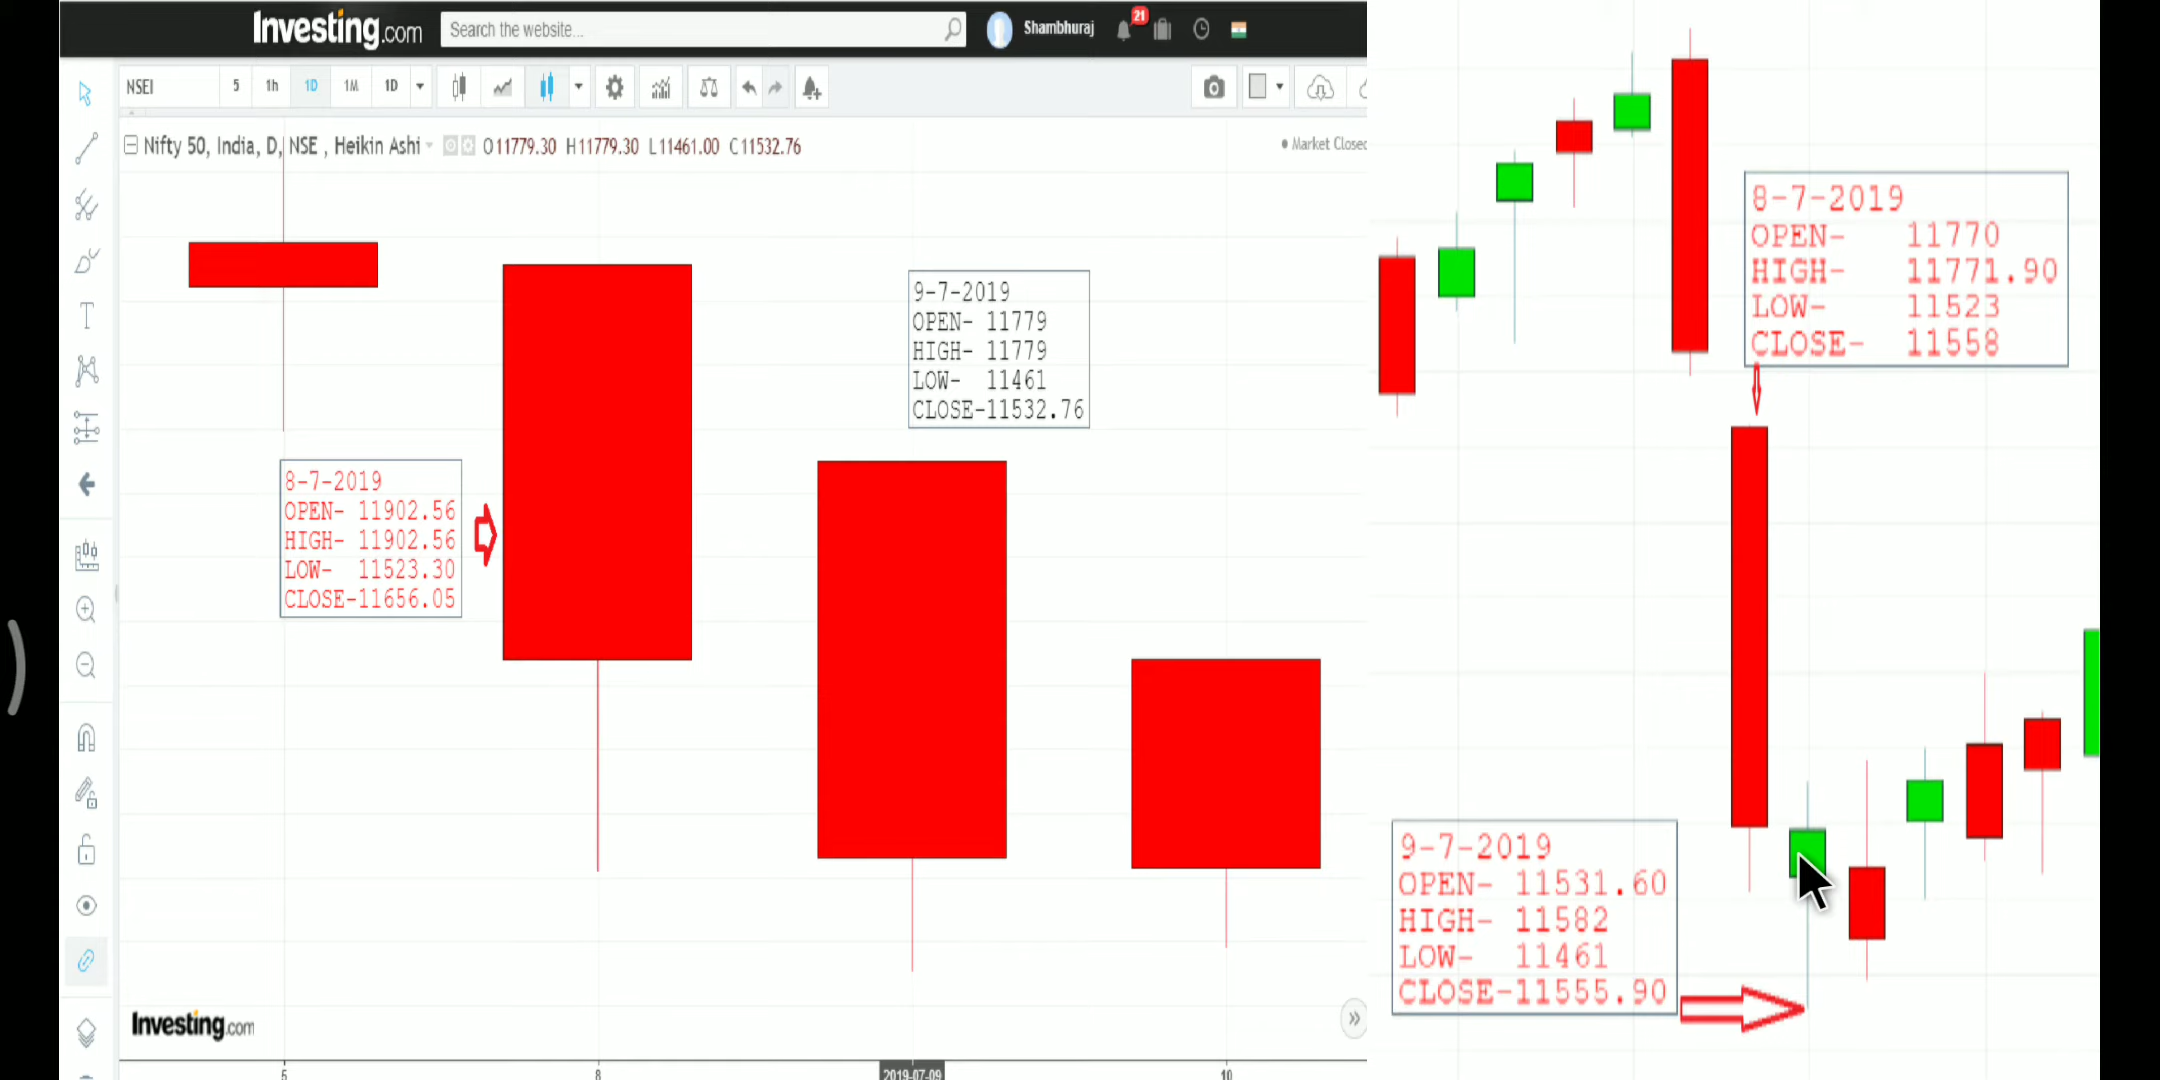 Investing.com
Search the website...
Shambhuraj
21
NSEI 5 1h 1D 1M 1D
Nifty 50, India, D, NSE , Heikin Ashi O11779.30 H11779.30 L11461.00 C11532.76
Market Closed
8-7-2019
OPEN- 11902.56
HIGH- 11902.56
LOW- 11523.30
CLOSE-11656.05
9-7-2019
OPEN- 11779
HIGH- 11779
LOW- 11461
CLOSE-11532.76
8-7-2019
OPEN- 11770
HIGH- 11771.90
LOW- 11523
CLOSE- 11558
9-7-2019
OPEN- 11531.60
HIGH- 11582
LOW- 11461
CLOSE-11555.90
Investing.com
5 8 2019-07-09 10